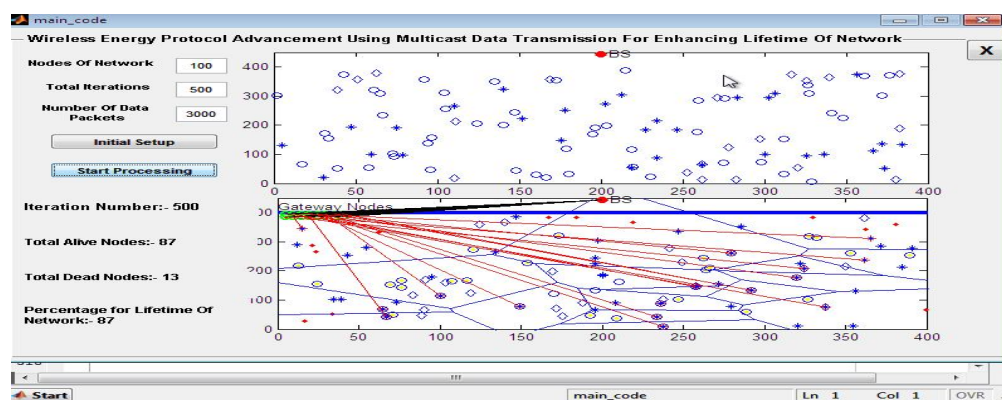 main_code
Wireless Energy Protocol Advancement Using Multicast Data Transmission For Enhancing Lifetime Of Network
X
Nodes Of Network 100
Total Iterations 500
Number Of Data Packets 3000
Initial Setup
Start Processing
BS
400
300
200
100
0
0 50 100 150 200 250 300 350 400
Iteration Number:- 500
Total Alive Nodes:- 87
Total Dead Nodes:- 13
Percentage for Lifetime Of
Network:- 87
Gateway Nodes
BS
200
100
0
0 50 100 150 200 250 300 350 400
Start
main_code
Ln 1 Col 1 OVR